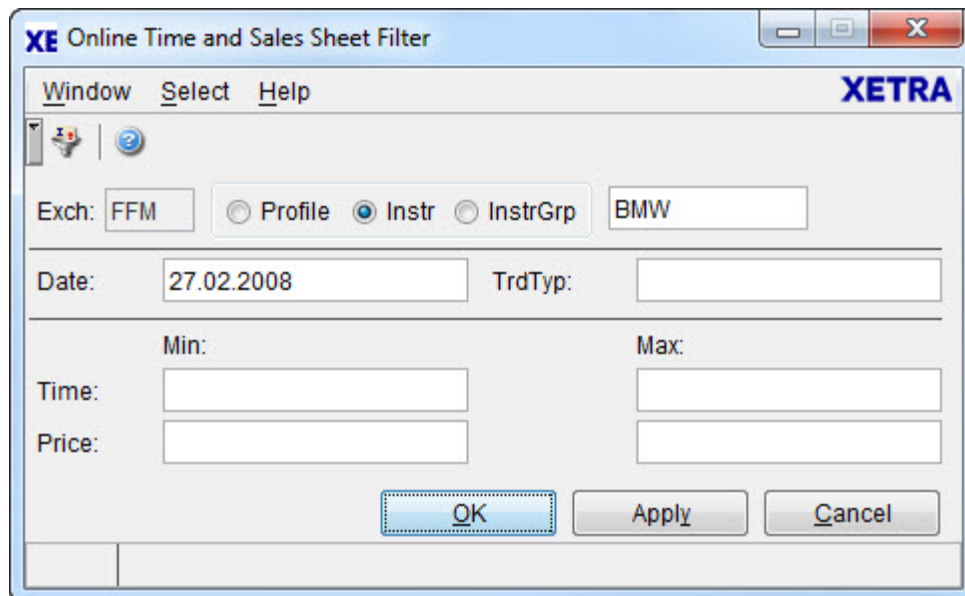 XE Online Time and Sales Sheet Filter
Window Select Help XETRA
Exch: FFM Profile Instr InstrGrp BMW
Date: 27.02.2008 TrdTyp:
Min: Max:
Time:
Price:
OK Apply Cancel